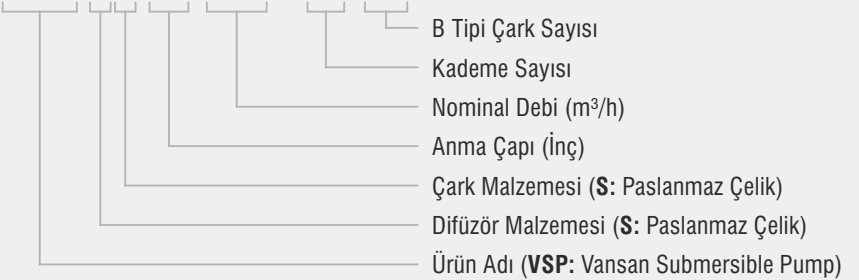 B Tipi Çark Sayısı
Kademe Sayısı
Nominal Debi (m³/h)
Anma Çapı (İnç)
Çark Malzemesi (S: Paslanmaz Çelik)
Difüzör Malzemesi (S: Paslanmaz Çelik)
Ürün Adı (VSP: Vansan Submersible Pump)